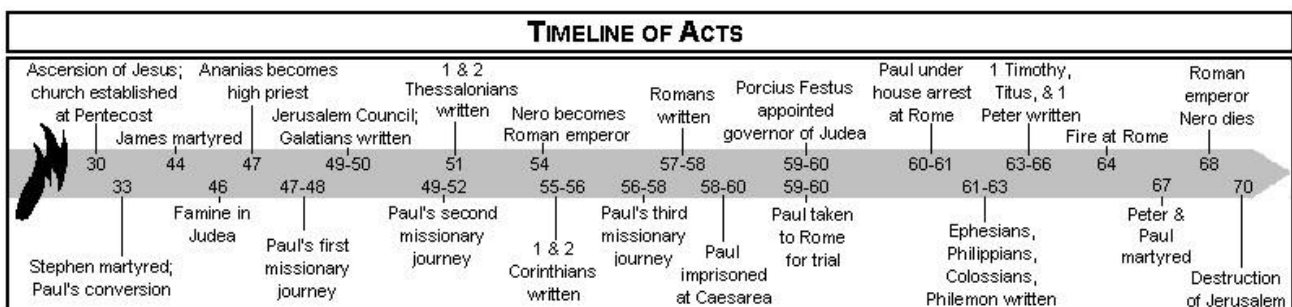 TIMELINE OF ACTS
Ascension of Jesus;
church established
at Pentecost
James martyred
Ananias becomes
high priest
Jerusalem Council;
Galatians written
1 & 2
Thessalonians
written
Nero becomes
Roman emperor
Romans
written
Porcius Festus
appointed
governor of Judea
Paul under
house arrest
at Rome
1 Timothy,
Titus, & 1
Peter written
Fire at Rome
Roman
emperor
Nero dies
30 44 47 49-50 51 54 57-58 59-60 60-61 63-66 64 68
33 46 47-48 49-52 55-56 56-58 58-60 59-60 61-63 67 70
Stephen martyred;
Paul's conversion
Famine in
Judea
Paul's first
missionary
journey
Paul's second
missionary
journey
1 & 2
Corinthians
written
Paul's third
missionary
journey
Paul
imprisoned
at Caesarea
Paul taken
to Rome
for trial
Ephesians,
Philippians,
Colossians,
Philemon written
Peter &
Paul
martyred
Destruction
of Jerusalem